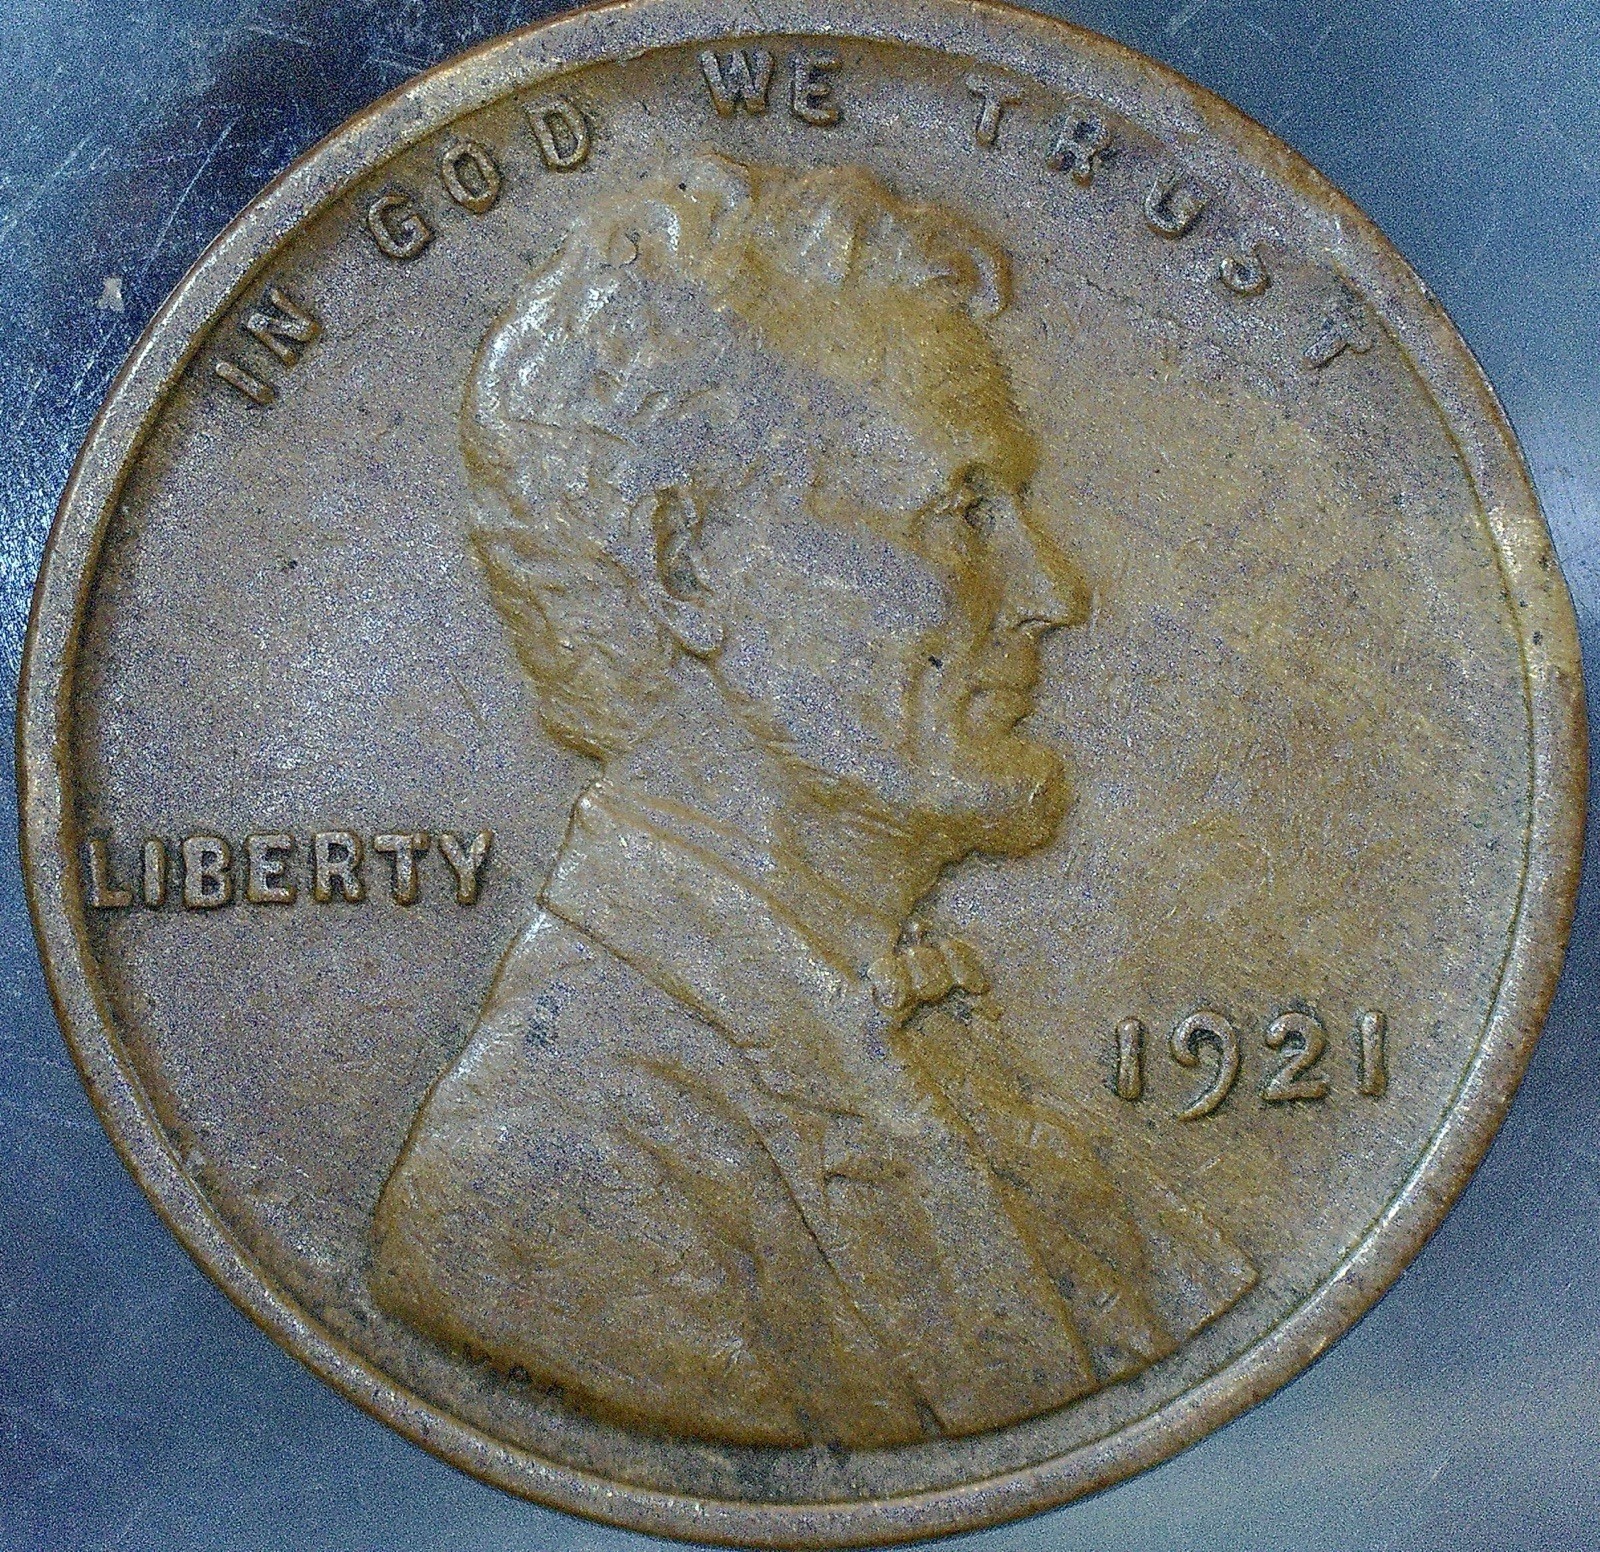 IN GOD WE TRUST
LIBERTY
1921